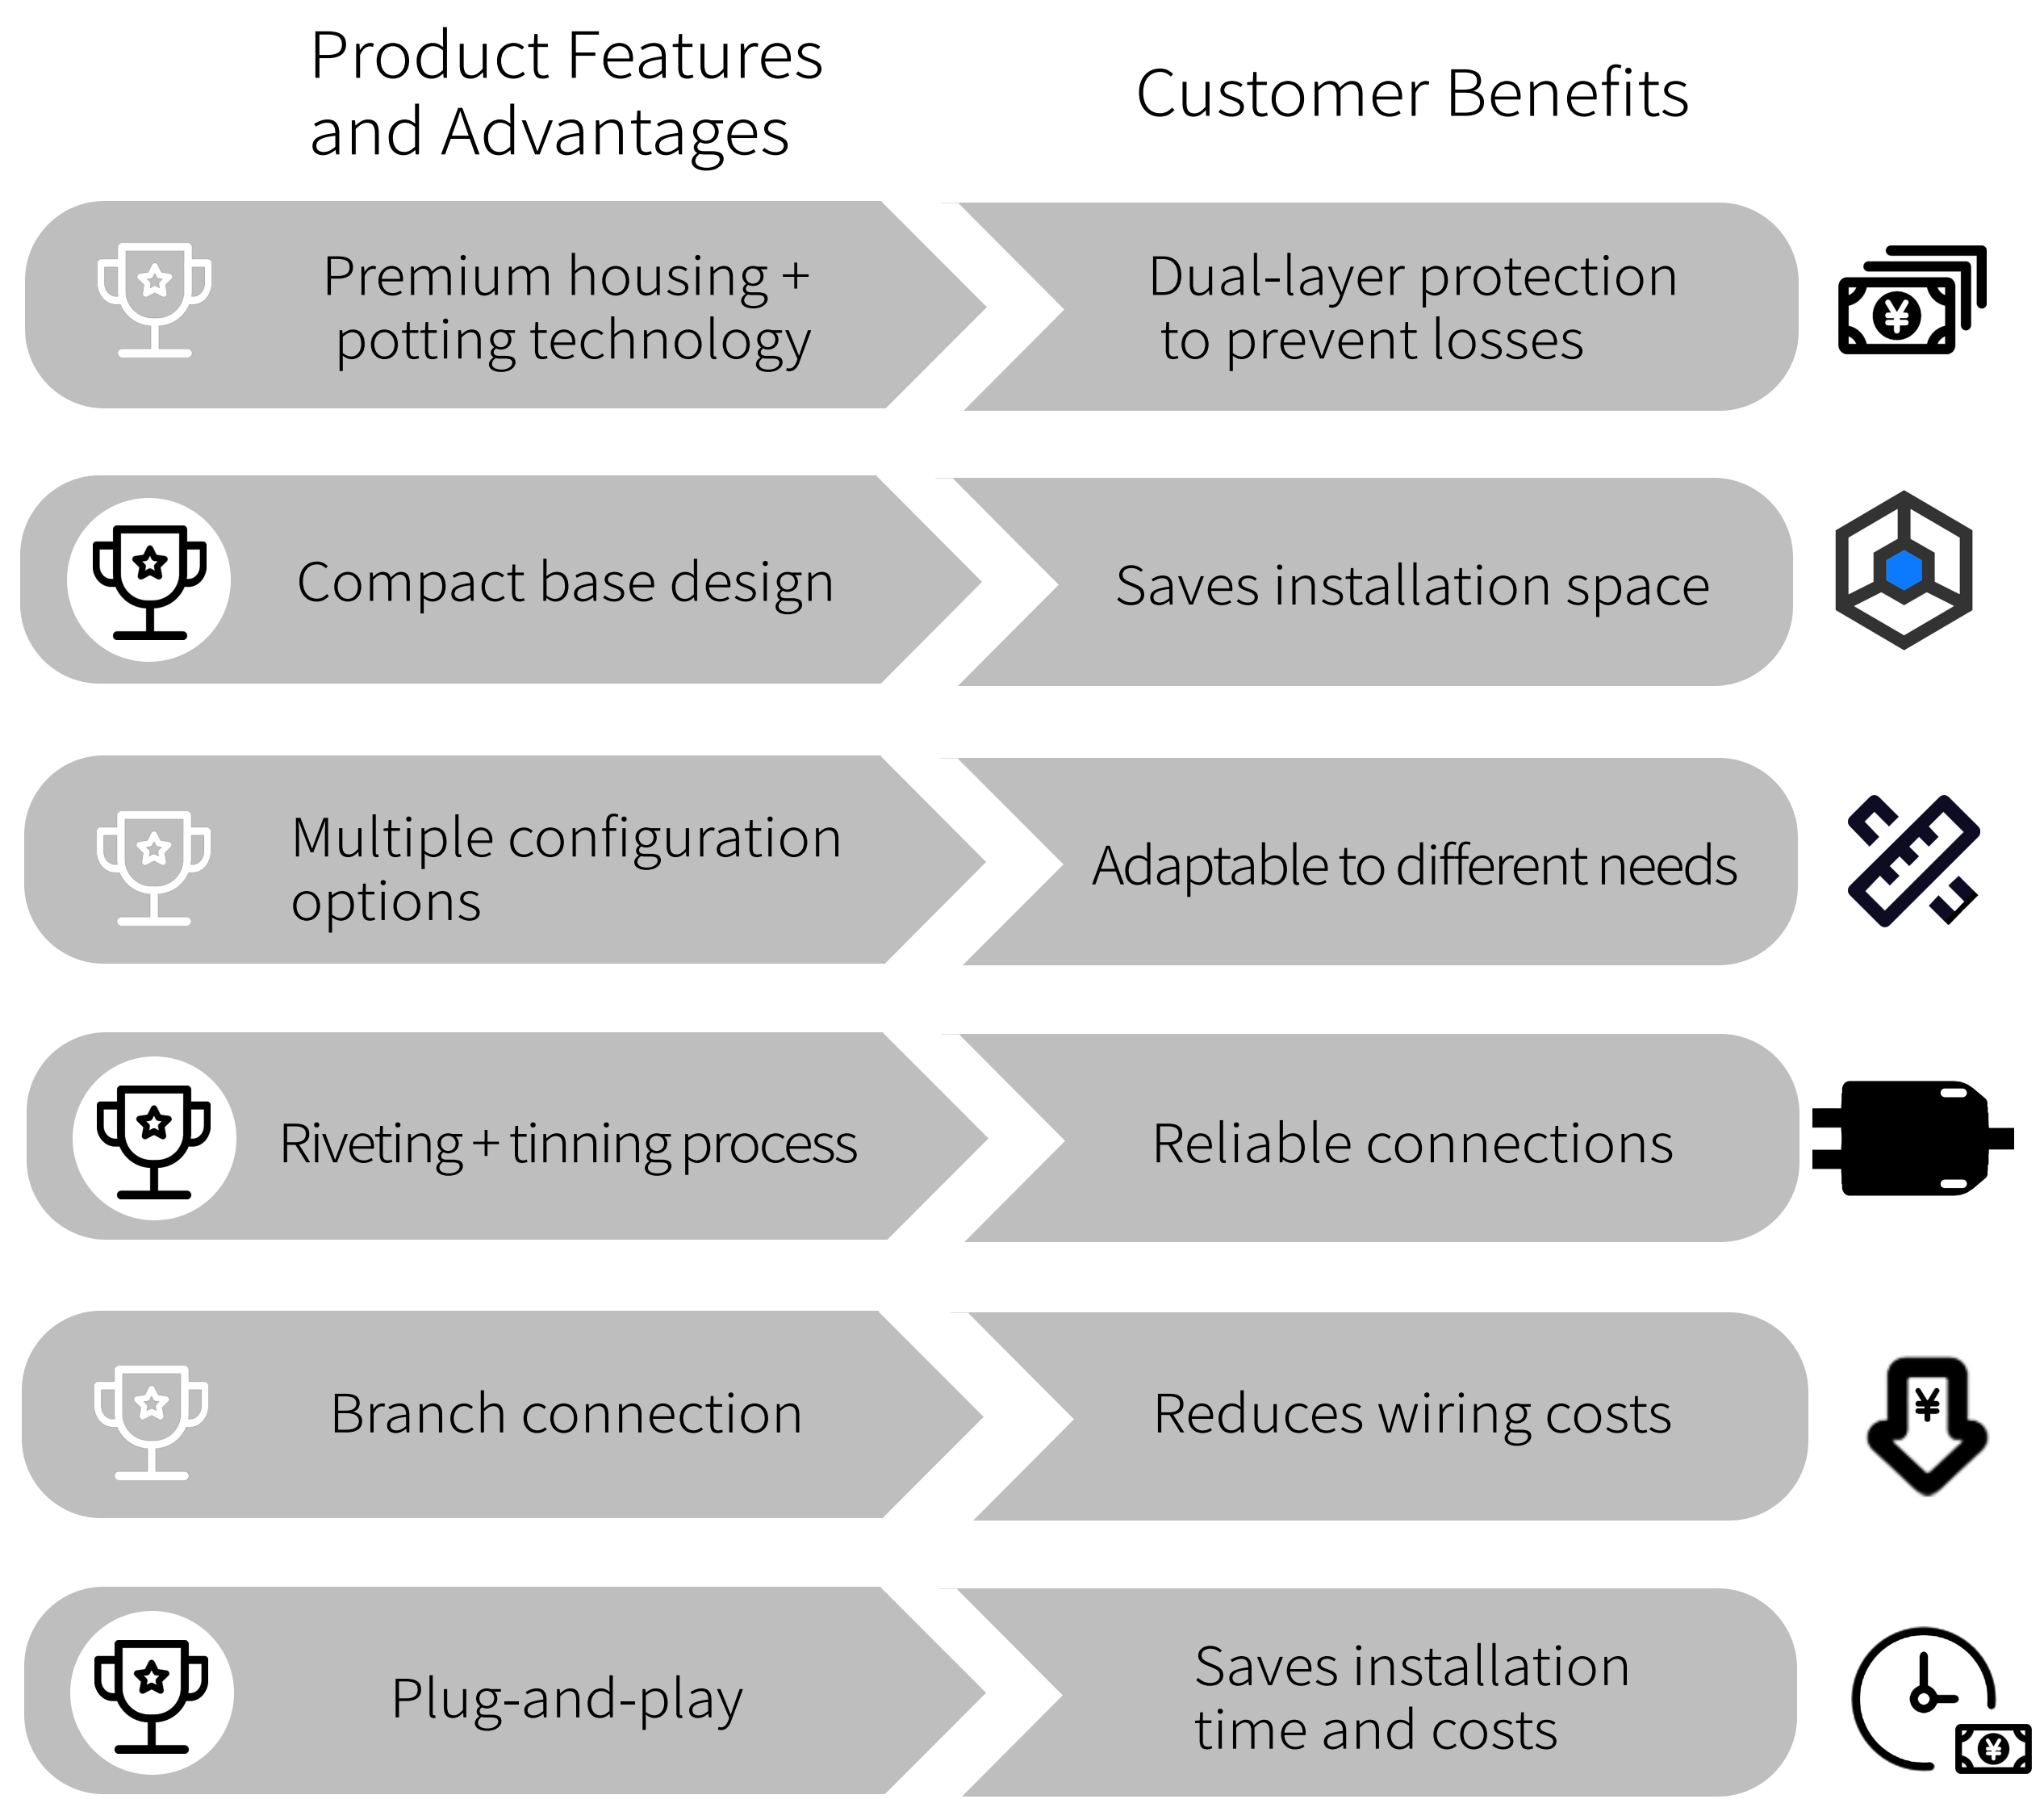 Product Features
and Advantages
Customer Benefits
Premium housing +
potting technology
Dual-layer protection
to prevent losses
¥
Compact base design
Saves installation space
Multiple configuration
options
Adaptable to different needs
Riveting + tinning process
Reliable connections
Branch connection
Reduces wiring costs
¥
Plug-and-play
Saves installation
time and costs
¥